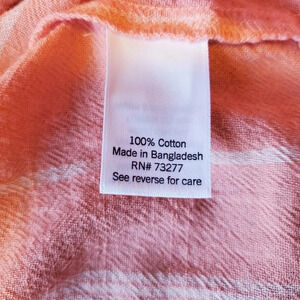 100% Cotton
Made in Bangladesh
RN# 73277
See reverse for care